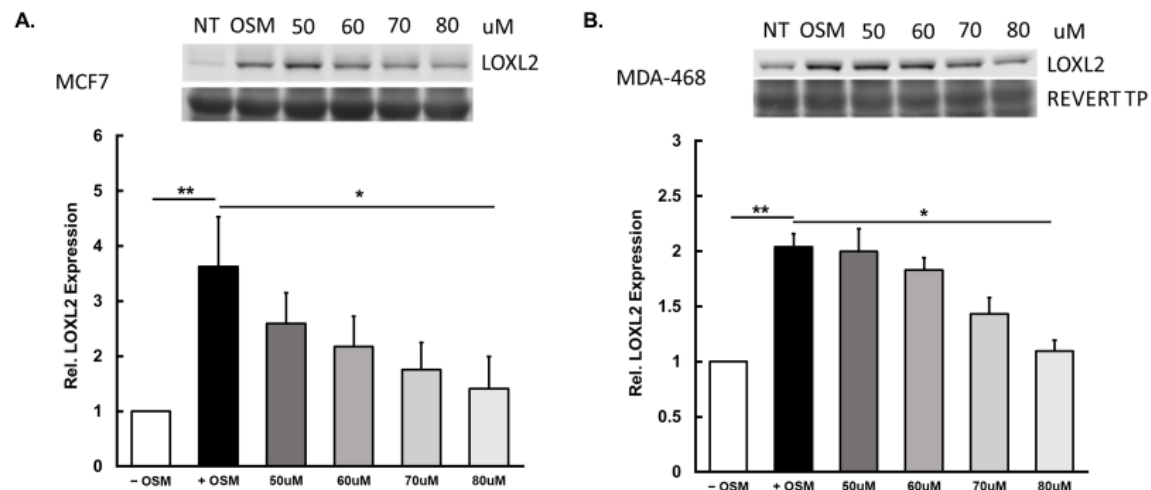 A.
NT OSM 50 60 70 80 uM
LOXL2
MCF7
6
5
4
3
2
1
0
Rel. LOXL2 Expression
**
*
– OSM + OSM 50uM 60uM 70uM 80uM
B.
NT OSM 50 60 70 80 uM
LOXL2
MDA-468
REVERT TP
3
2.5
2
1.5
1
0.5
0
Rel. LOXL2 Expression
**
*
– OSM + OSM 50uM 60uM 70uM 80uM